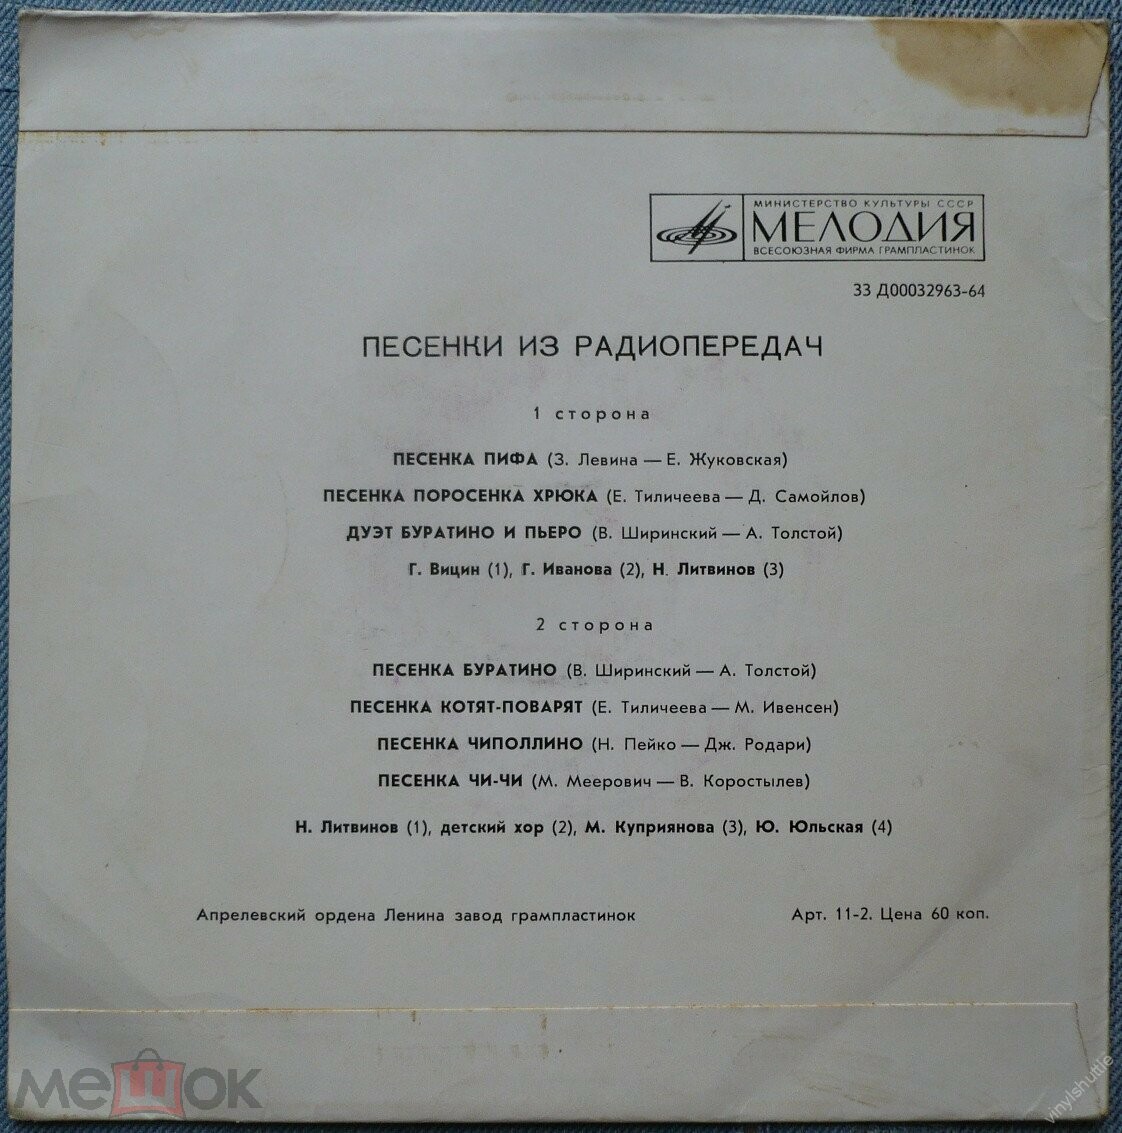 МИНИСТЕРСТВО КУЛЬТУРЫ СССР
МЕЛОДИЯ
ВСЕСОЮЗНАЯ ФИРМА ГРАМПЛАСТИНОК
33 Д00032963-64
ПЕСЕНКИ ИЗ РАДИОПЕРЕДАЧ
1 сторона
ПЕСЕНКА ПИФА (З. Левина — Е. Жуковская)
ПЕСЕНКА ПОРОСЕНКА ХРЮКА (Е. Тиличеева — Д. Самойлов)
ДУЭТ БУРАТИНО И ПЬЕРО (В. Ширинский — А. Толстой)
Г. Вицин (1), Г. Иванова (2), Н. Литвинов (3)
2 сторона
ПЕСЕНКА БУРАТИНО (В. Ширинский — А. Толстой)
ПЕСЕНКА КОТЯТ-ПОВАРЯТ (Е. Тиличеева — М. Ивенсен)
ПЕСЕНКА ЧИПОЛЛИНО (Н. Пейко — Дж. Родари)
ПЕСЕНКА ЧИ-ЧИ (М. Меерович — В. Коростылев)
Н. Литвинов (1), детский хор (2), М. Куприянова (3), Ю. Юльская (4)
Апрелевский ордена Ленина завод грампластинок
Арт. 11-2. Цена 60 коп.
мешок
vinylshuttle